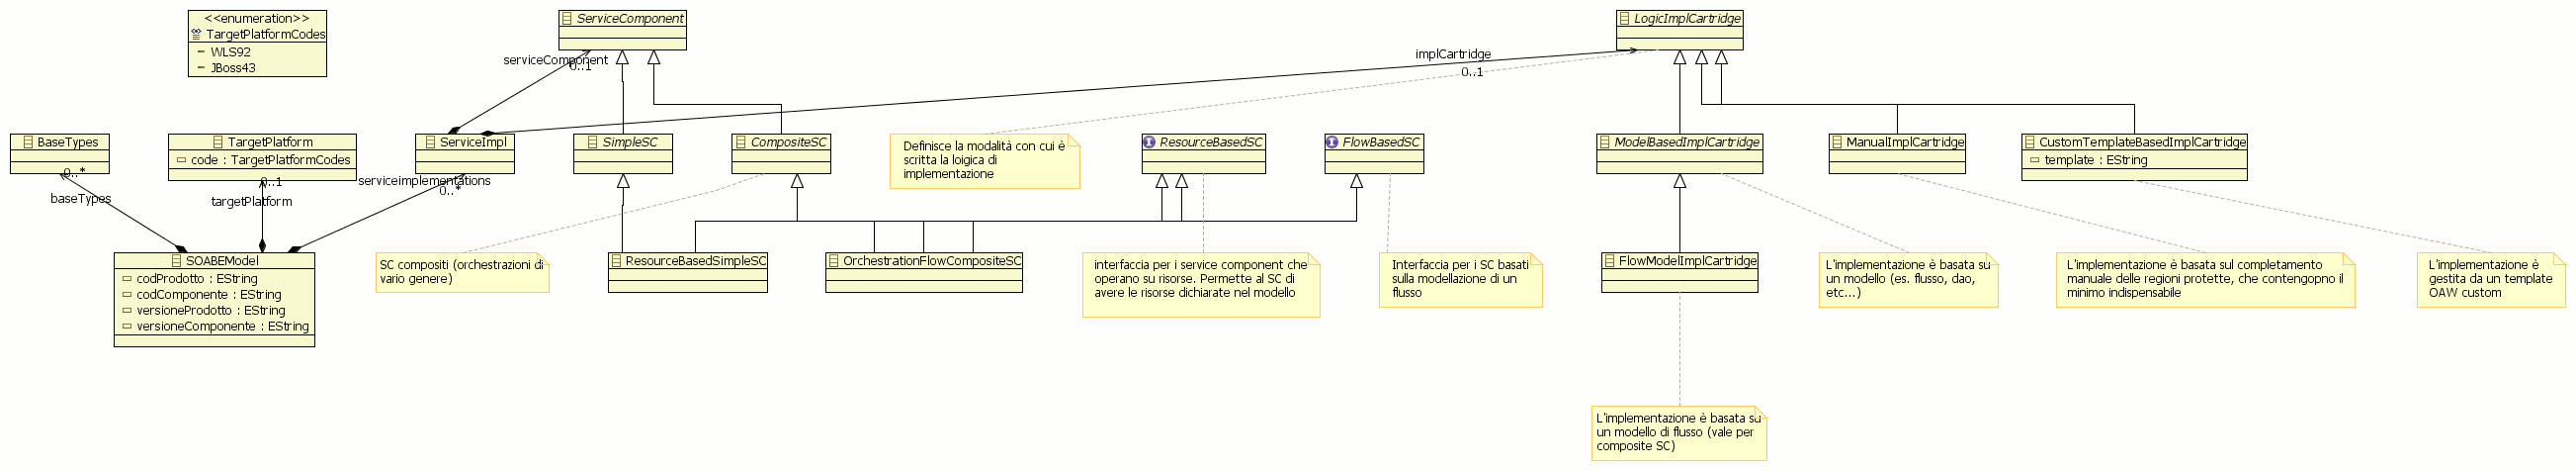 <<enumeration>>
TargetPlatformCodes
WLS92
JBoss43
ServiceComponent
LogicImplCartridge
serviceComponent
0..1
implCartridge
0..1
BaseTypes
0..*
baseTypes
TargetPlatform
code : TargetPlatformCodes
0..1
targetPlatform
ServiceImpl
serviceimplementations
0..*
SimpleSC
CompositeSC
Definisce la modalità con cui è
scritta la loigica di
implementazione
ResourceBasedSC
FlowBasedSC
ModelBasedImplCartridge
ManualImplCartridge
CustomTemplateBasedImplCartridge
template : EString
SOABEModel
codProdotto : EString
codComponente : EString
versioneProdotto : EString
versioneComponente : EString
SC compositi (orchestrazioni di
vario genere)
ResourceBasedSimpleSC
OrchestrationFlowCompositeSC
interfaccia per i service component che
operano su risorse. Permette al SC di
avere le risorse dichiarate nel modello
Interfaccia per i SC basati
sulla modellazione di un
flusso
FlowModelImplCartridge
L'implementazione è basata su
un modello (es. flusso, dao,
etc...)
L'implementazione è basata sul completamento
manuale delle regioni protette, che contengopno il
minimo indispensabile
L'implementazione è
gestita da un template
OAW custom
L'implementazione è basata su
un modello di flusso (vale per
composite SC)